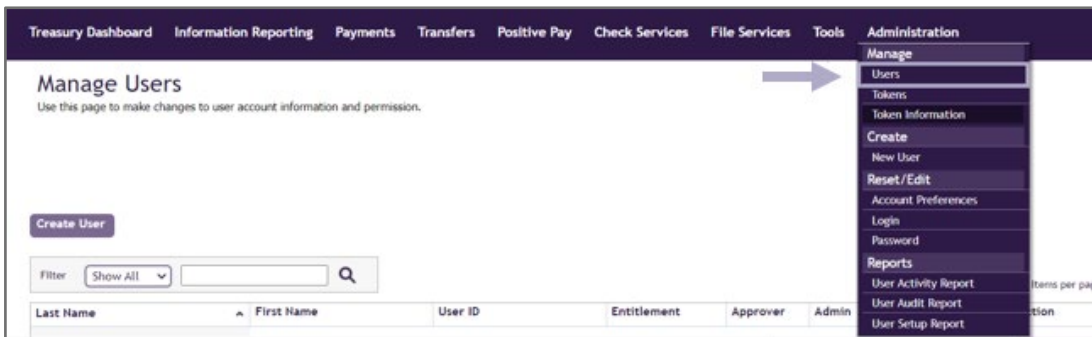 Treasury Dashboard Information Reporting Payments Transfers Positive Pay Check Services File Services Tools Administration
Manage
Users
Tokens
Token Information
Create
New User
Reset/Edit
Account Preferences
Login
Password
Reports
User Activity Report
User Audit Report
User Setup Report
Manage Users
Use this page to make changes to user account information and permission.
Create User
Filter Show All
Items per pag
Last Name First Name User ID Entitlement Approver Admin tion